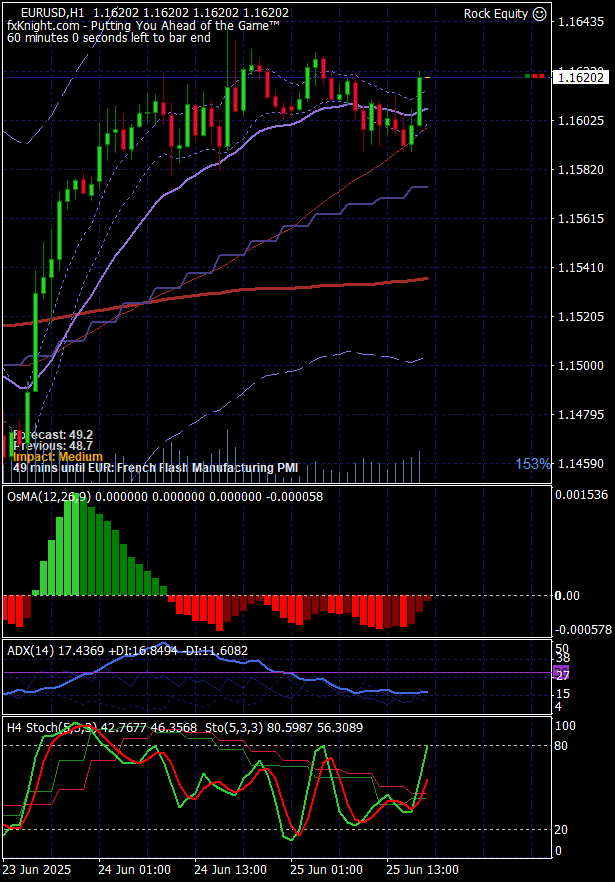 EURUSD,H1 1.16202 1.16202 1.16202 1.16202
Rock Equity ☺
fxKnight.com - Putting You Ahead of the Game™
60 minutes 0 seconds left to bar end
1.16435
1.16202
1.16025
1.15820
1.15615
1.15410
1.15205
1.15000
1.14795
1.14590
Forecast: 49.2
Previous: 48.7
Impact: Medium
49 mins until EUR: French Flash Manufacturing PMI
153%
OsMA(12,26,9) 0.000000 0.000000 0.000000 -0.000058
0.001536
0.00
-0.000578
ADX(14) 17.4369 +DI:16.8494 -DI:11.6082
50
38
27
15
4
H4 Stoch(5,3,3) 42.7677 46.3568 Sto(5,3,3) 80.5987 56.3089
100
80
20
0
23 Jun 2025
24 Jun 01:00
24 Jun 13:00
25 Jun 01:00
25 Jun 13:00